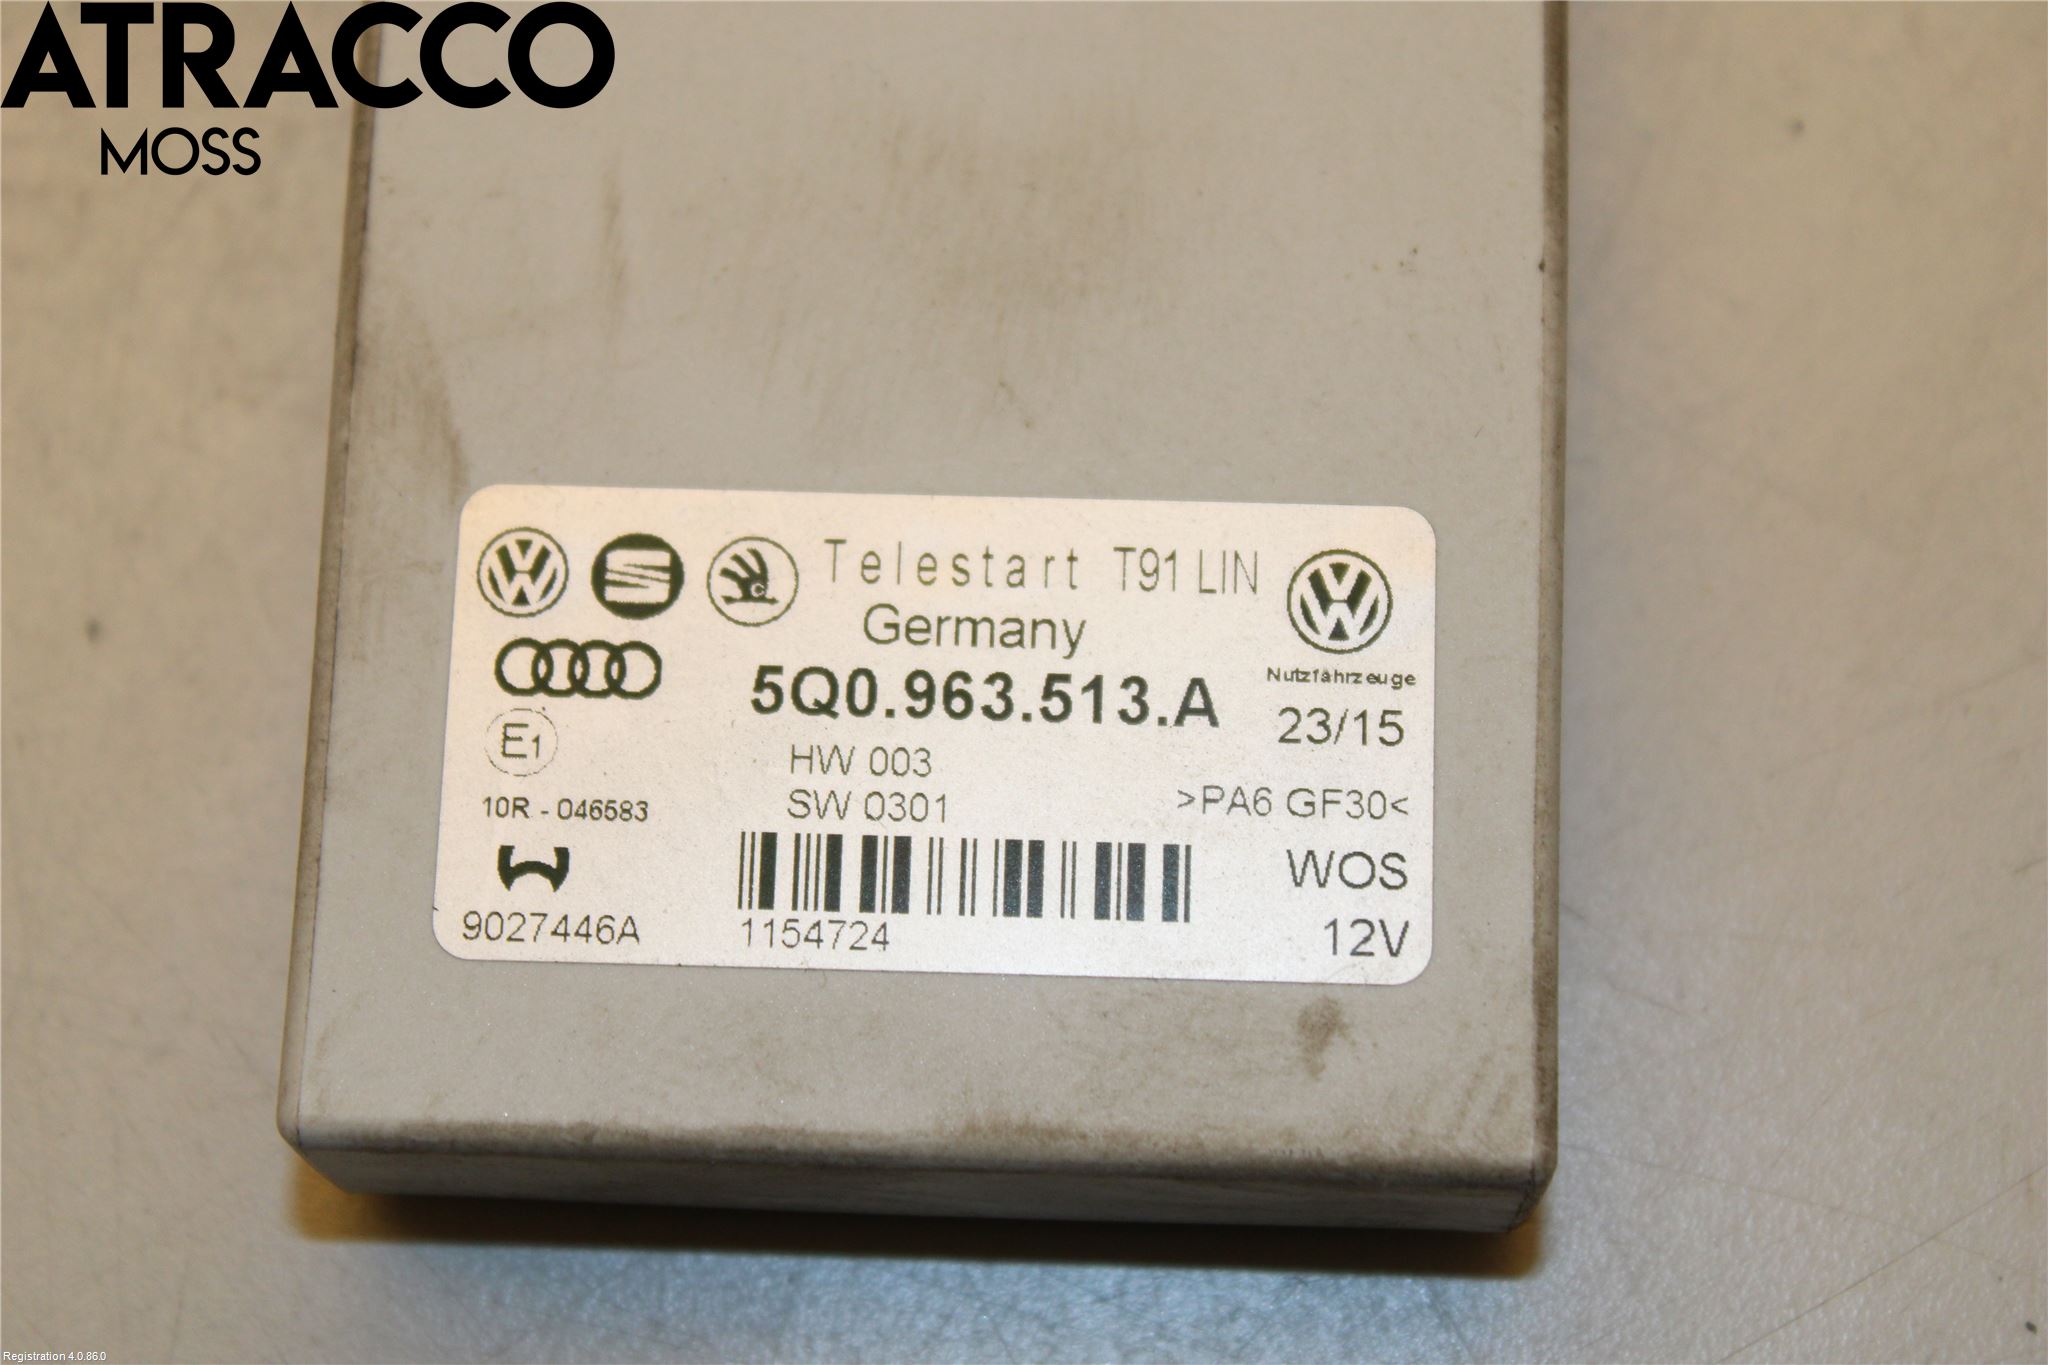 ATRACCO
MOSS
Telestart T91 LIN
Germany
5Q0.963.513.A
Nutzfahrzeuge
23/15
E1
HW 003
SW 0301
>PA6 GF30<
10R - 046583
WOS
9027446A
1154724
12V
Registration 4.0.86.0